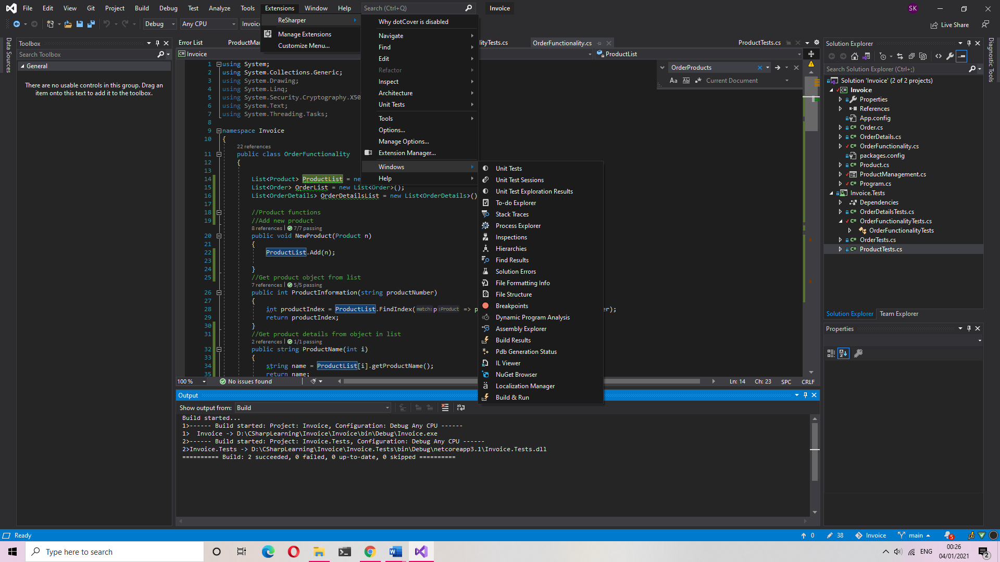 File Edit View Git Project Build Debug Test Analyze Tools Extensions Window Help Search (Ctrl+Q) Invoice SK
Debug Any CPU Invoice Live Share
ReSharper
Manage Extensions
Customize Menu...
Why dotCover is disabled
Navigate
Find
Edit
Refactor
Inspect
Architecture
Unit Tests
Tools
Options...
Manage Options...
Extension Manager...
Windows
Help
Unit Tests
Unit Test Sessions
Unit Test Exploration Results
To-do Explorer
Stack Traces
Process Explorer
Inspections
Hierarchies
Find Results
Solution Errors
File Formatting Info
File Structure
Breakpoints
Dynamic Program Analysis
Assembly Explorer
Build Results
Pdb Generation Status
IL Viewer
NuGet Browser
Localization Manager
Build & Run
Data Sources
Toolbox
Search Toolbox
General
There are no usable controls in this group. Drag an
item onto this text to add it to the toolbox.
Error List ProductMa lityTests.cs OrderFunctionality.cs ProductTests.cs
C# Invoice ProductList
OrderProducts
Aa Ab Current Document
1 using System;
2 using System.Collections.Generic;
3 using System.Drawing;
4 using System.Linq;
5 using System.Security.Cryptography.X50
6 using System.Text;
7 using System.Threading.Tasks;
8
9 namespace Invoice
10 {
22 references
11 public class OrderFunctionality
12 {
13
14 List<Product> ProductList = ne
15 List<Order> OrderList = new List<Order>();
16 List<OrderDetails> OrderDetailsList = new List<OrderDetails>()
17
18 //Product functions
19 //Add new product
8 references | 7/7 passing
20 public void NewProduct(Product n)
21 {
22 ProductList.Add(n);
23
24 }
25 //Get product object from list
7 references | 5/5 passing
26 public int ProductInformation(string productNumber)
27 {
28 int productIndex = ProductList.FindIndex(match: p :Product => p er);
29 return productIndex;
30 }
31 //Get product details from object in list
2 references | 1/1 passing
32 public string ProductName(int i)
33 {
34 string name = ProductList[i].getProductName();
35 return name;
100 % No issues found Ln: 14 Ch: 23 SPC CRLF
Output
Show output from: Build
Build started...
1>------ Build started: Project: Invoice, Configuration: Debug Any CPU ------
1>  Invoice -> D:\CSharpLearning\Invoice\Invoice\bin\Debug\Invoice.exe
2>------ Build started: Project: Invoice.Tests, Configuration: Debug Any CPU ------
2>Invoice.Tests -> D:\CSharpLearning\Invoice\Invoice.Tests\bin\Debug\netcoreapp3.1\Invoice.Tests.dll
========== Build: 2 succeeded, 0 failed, 0 up-to-date, 0 skipped ==========
Solution Explorer
Search Solution Explorer (Ctrl+;)
Solution 'Invoice' (2 of 2 projects)
C# Invoice
Properties
References
App.config
C# Order.cs
C# OrderDetails.cs
C# OrderFunctionality.cs
packages.config
C# Product.cs
ProductManagement.cs
C# Program.cs
Invoice.Tests
Dependencies
C# OrderDetailsTests.cs
C# OrderFunctionalityTests.cs
OrderFunctionalityTests
C# OrderTests.cs
C# ProductTests.cs
Solution Explorer Team Explorer
Properties
Diagnostic Tools
Ready 0 38 Invoice main 5
Type here to search ENG 00:26
04/01/2021 2